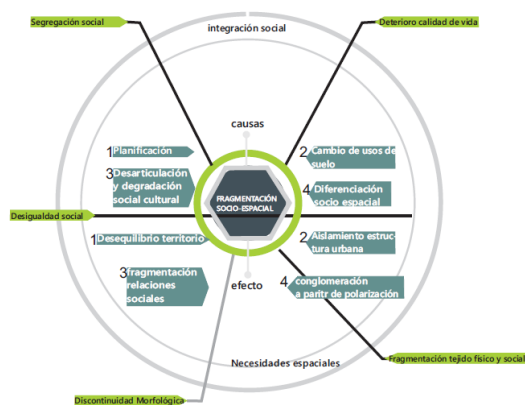 Segregación social
Deterioro calidad de vida
integración social
causas
1 Planificación
2 Cambio de usos de
suelo
3 Desarticulación
y degradación
social cultural
4 Diferenciación
socio espacial
FRAGMENTACIÓN
SOCIO-ESPACIAL
Desigualdad social
1 Desequilibrio territorio
2 Aislamiento estruc-
tura urbana
3 fragmentación
relaciones
sociales
efecto
4 conglomeración
a paritr de polarización
Necesidades espaciales
Fragmentación tejido físico y social
Discontinuidad Morfológica